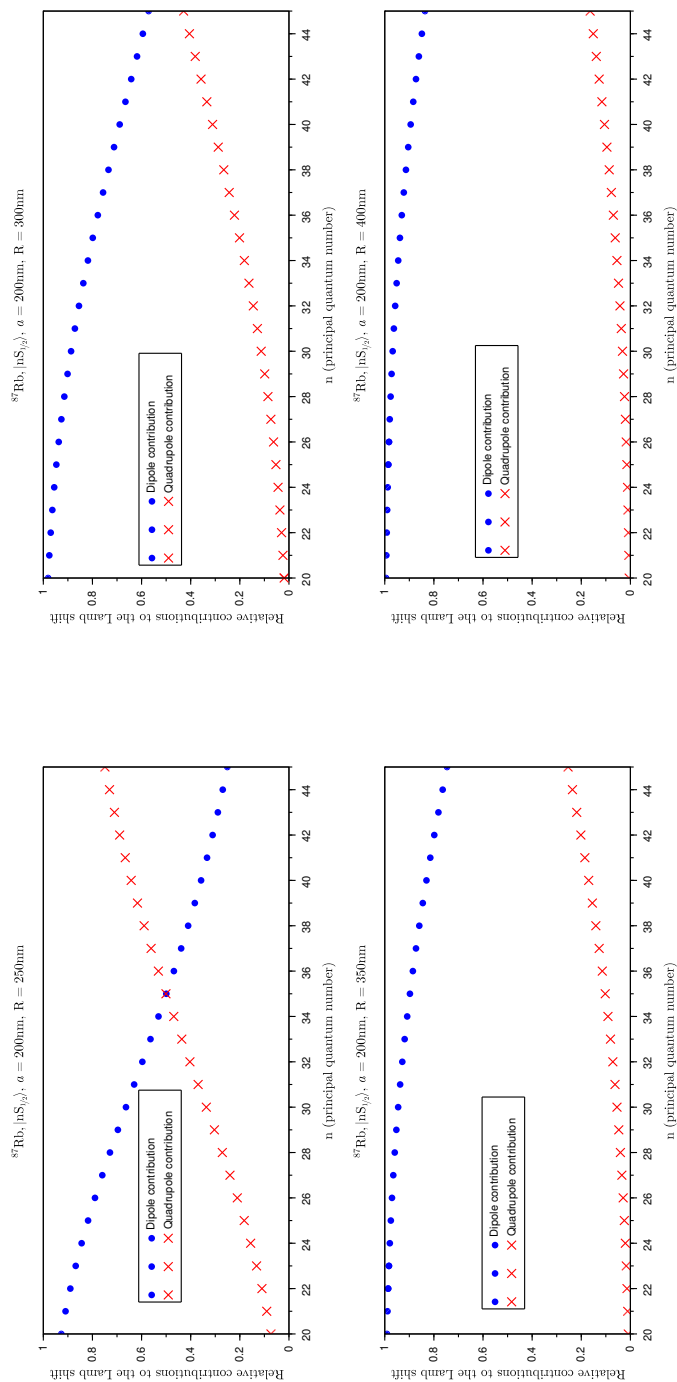 ⁸⁷Rb, |nS₁/₂⟩, a = 200nm, R = 250nm
Relative contributions to the Lamb shift
1
0.8
0.6
0.4
0.2
0
Dipole contribution
Quadrupole contribution
20 22 24 26 28 30 32 34 36 38 40 42 44
n (principal quantum number)
⁸⁷Rb, |nS₁/₂⟩, a = 200nm, R = 300nm
Relative contributions to the Lamb shift
1
0.8
0.6
0.4
0.2
0
Dipole contribution
Quadrupole contribution
20 22 24 26 28 30 32 34 36 38 40 42 44
n (principal quantum number)
⁸⁷Rb, |nS₁/₂⟩, a = 200nm, R = 350nm
Relative contributions to the Lamb shift
1
0.8
0.6
0.4
0.2
0
Dipole contribution
Quadrupole contribution
20 22 24 26 28 30 32 34 36 38 40 42 44
n (principal quantum number)
⁸⁷Rb, |nS₁/₂⟩, a = 200nm, R = 400nm
Relative contributions to the Lamb shift
1
0.8
0.6
0.4
0.2
0
Dipole contribution
Quadrupole contribution
20 22 24 26 28 30 32 34 36 38 40 42 44
n (principal quantum number)